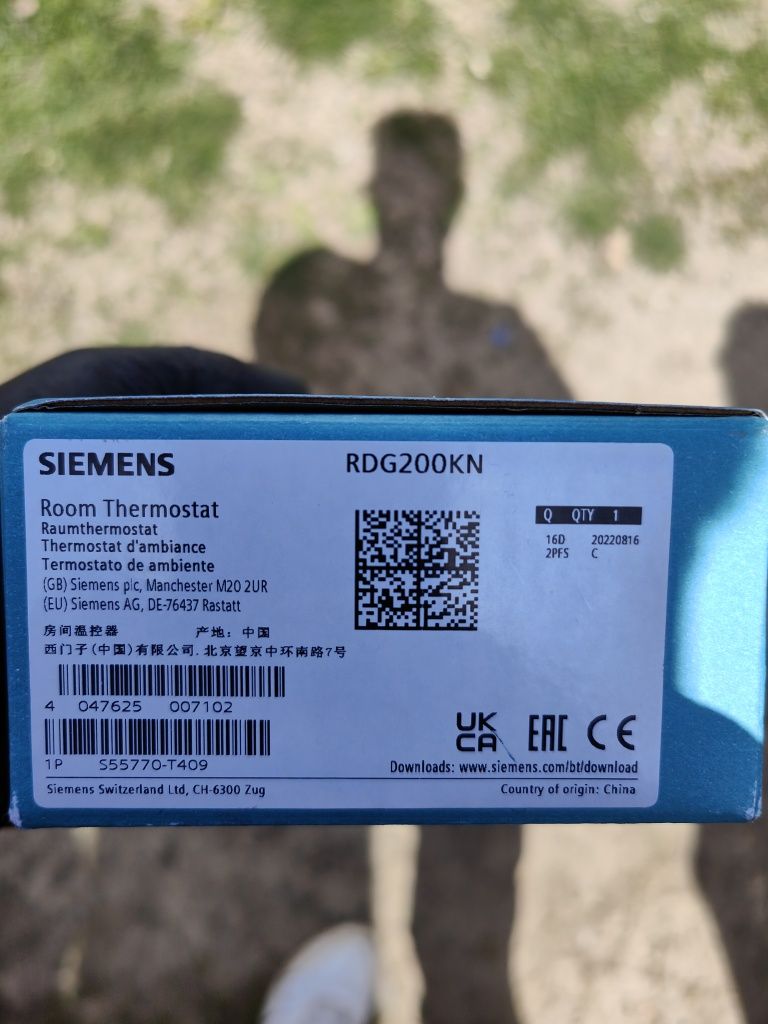 SIEMENS
RDG200KN
Room Thermostat
Raumthermostat
Thermostat d'ambiance
Termostato de ambiente
(GB) Siemens plc, Manchester M20 2UR
(EU) Siemens AG, DE-76437 Rastatt
房间温控器 产地: 中国
西门子(中国)有限公司.北京望京中环南路7号
Q QTY 1
16D 20220816
2PFS C
4 047625 007102
1P S55770-T409
UK
CA
EAC CE
Downloads: www.siemens.com/bt/download
Siemens Switzerland Ltd, CH-6300 Zug
Country of origin: China